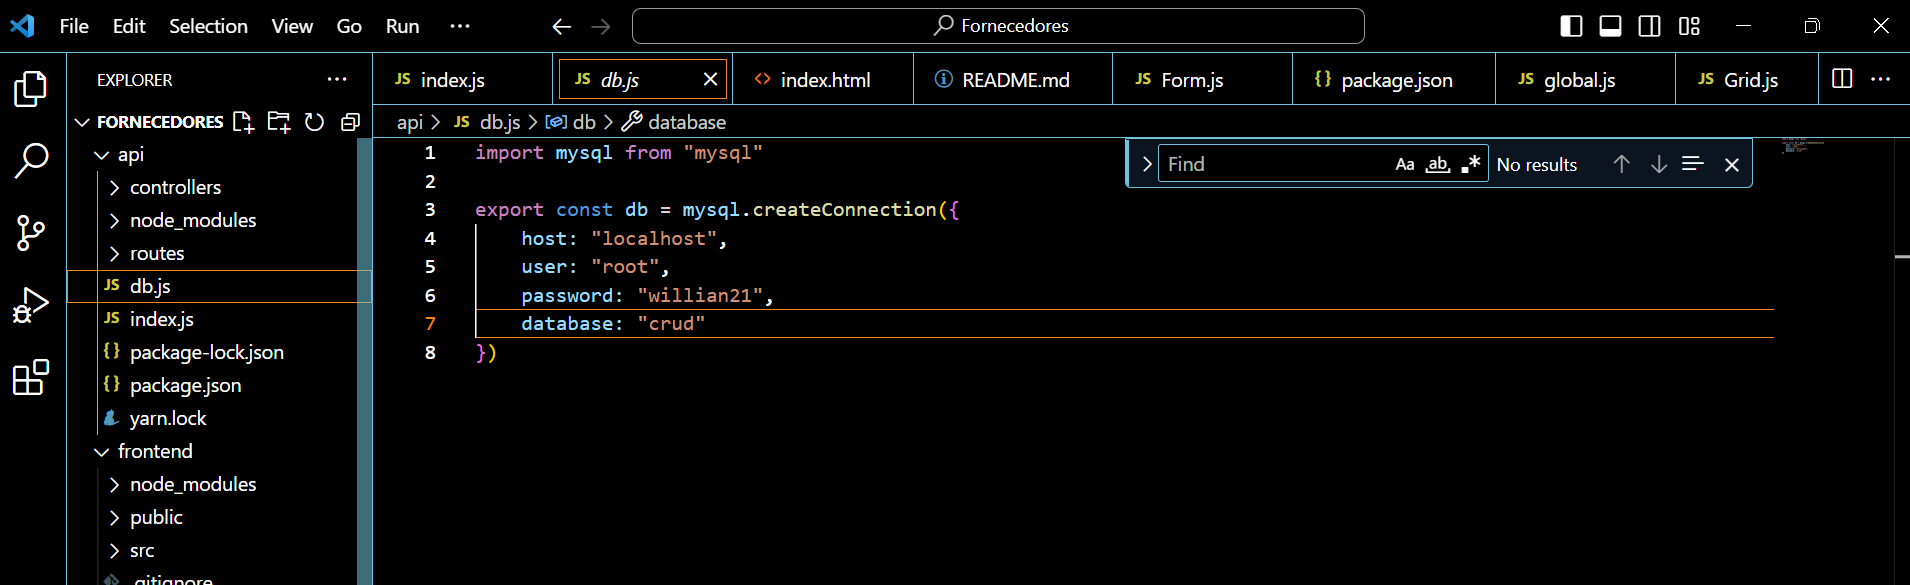 File Edit Selection View Go Run ··· Fornecedores
EXPLORER ···
JS index.js JS db.js index.html README.md JS Form.js {} package.json JS global.js JS Grid.js ···
FORNECEDORES
api > JS db.js > db > database
api
controllers
node_modules
routes
JS db.js
JS index.js
{} package-lock.json
{} package.json
yarn.lock
frontend
node_modules
public
src
.gitignore
1 import mysql from "mysql"
2
3 export const db = mysql.createConnection({
4 host: "localhost",
5 user: "root",
6 password: "willian21",
7 database: "crud"
8 })
Find Aa ab .* No results